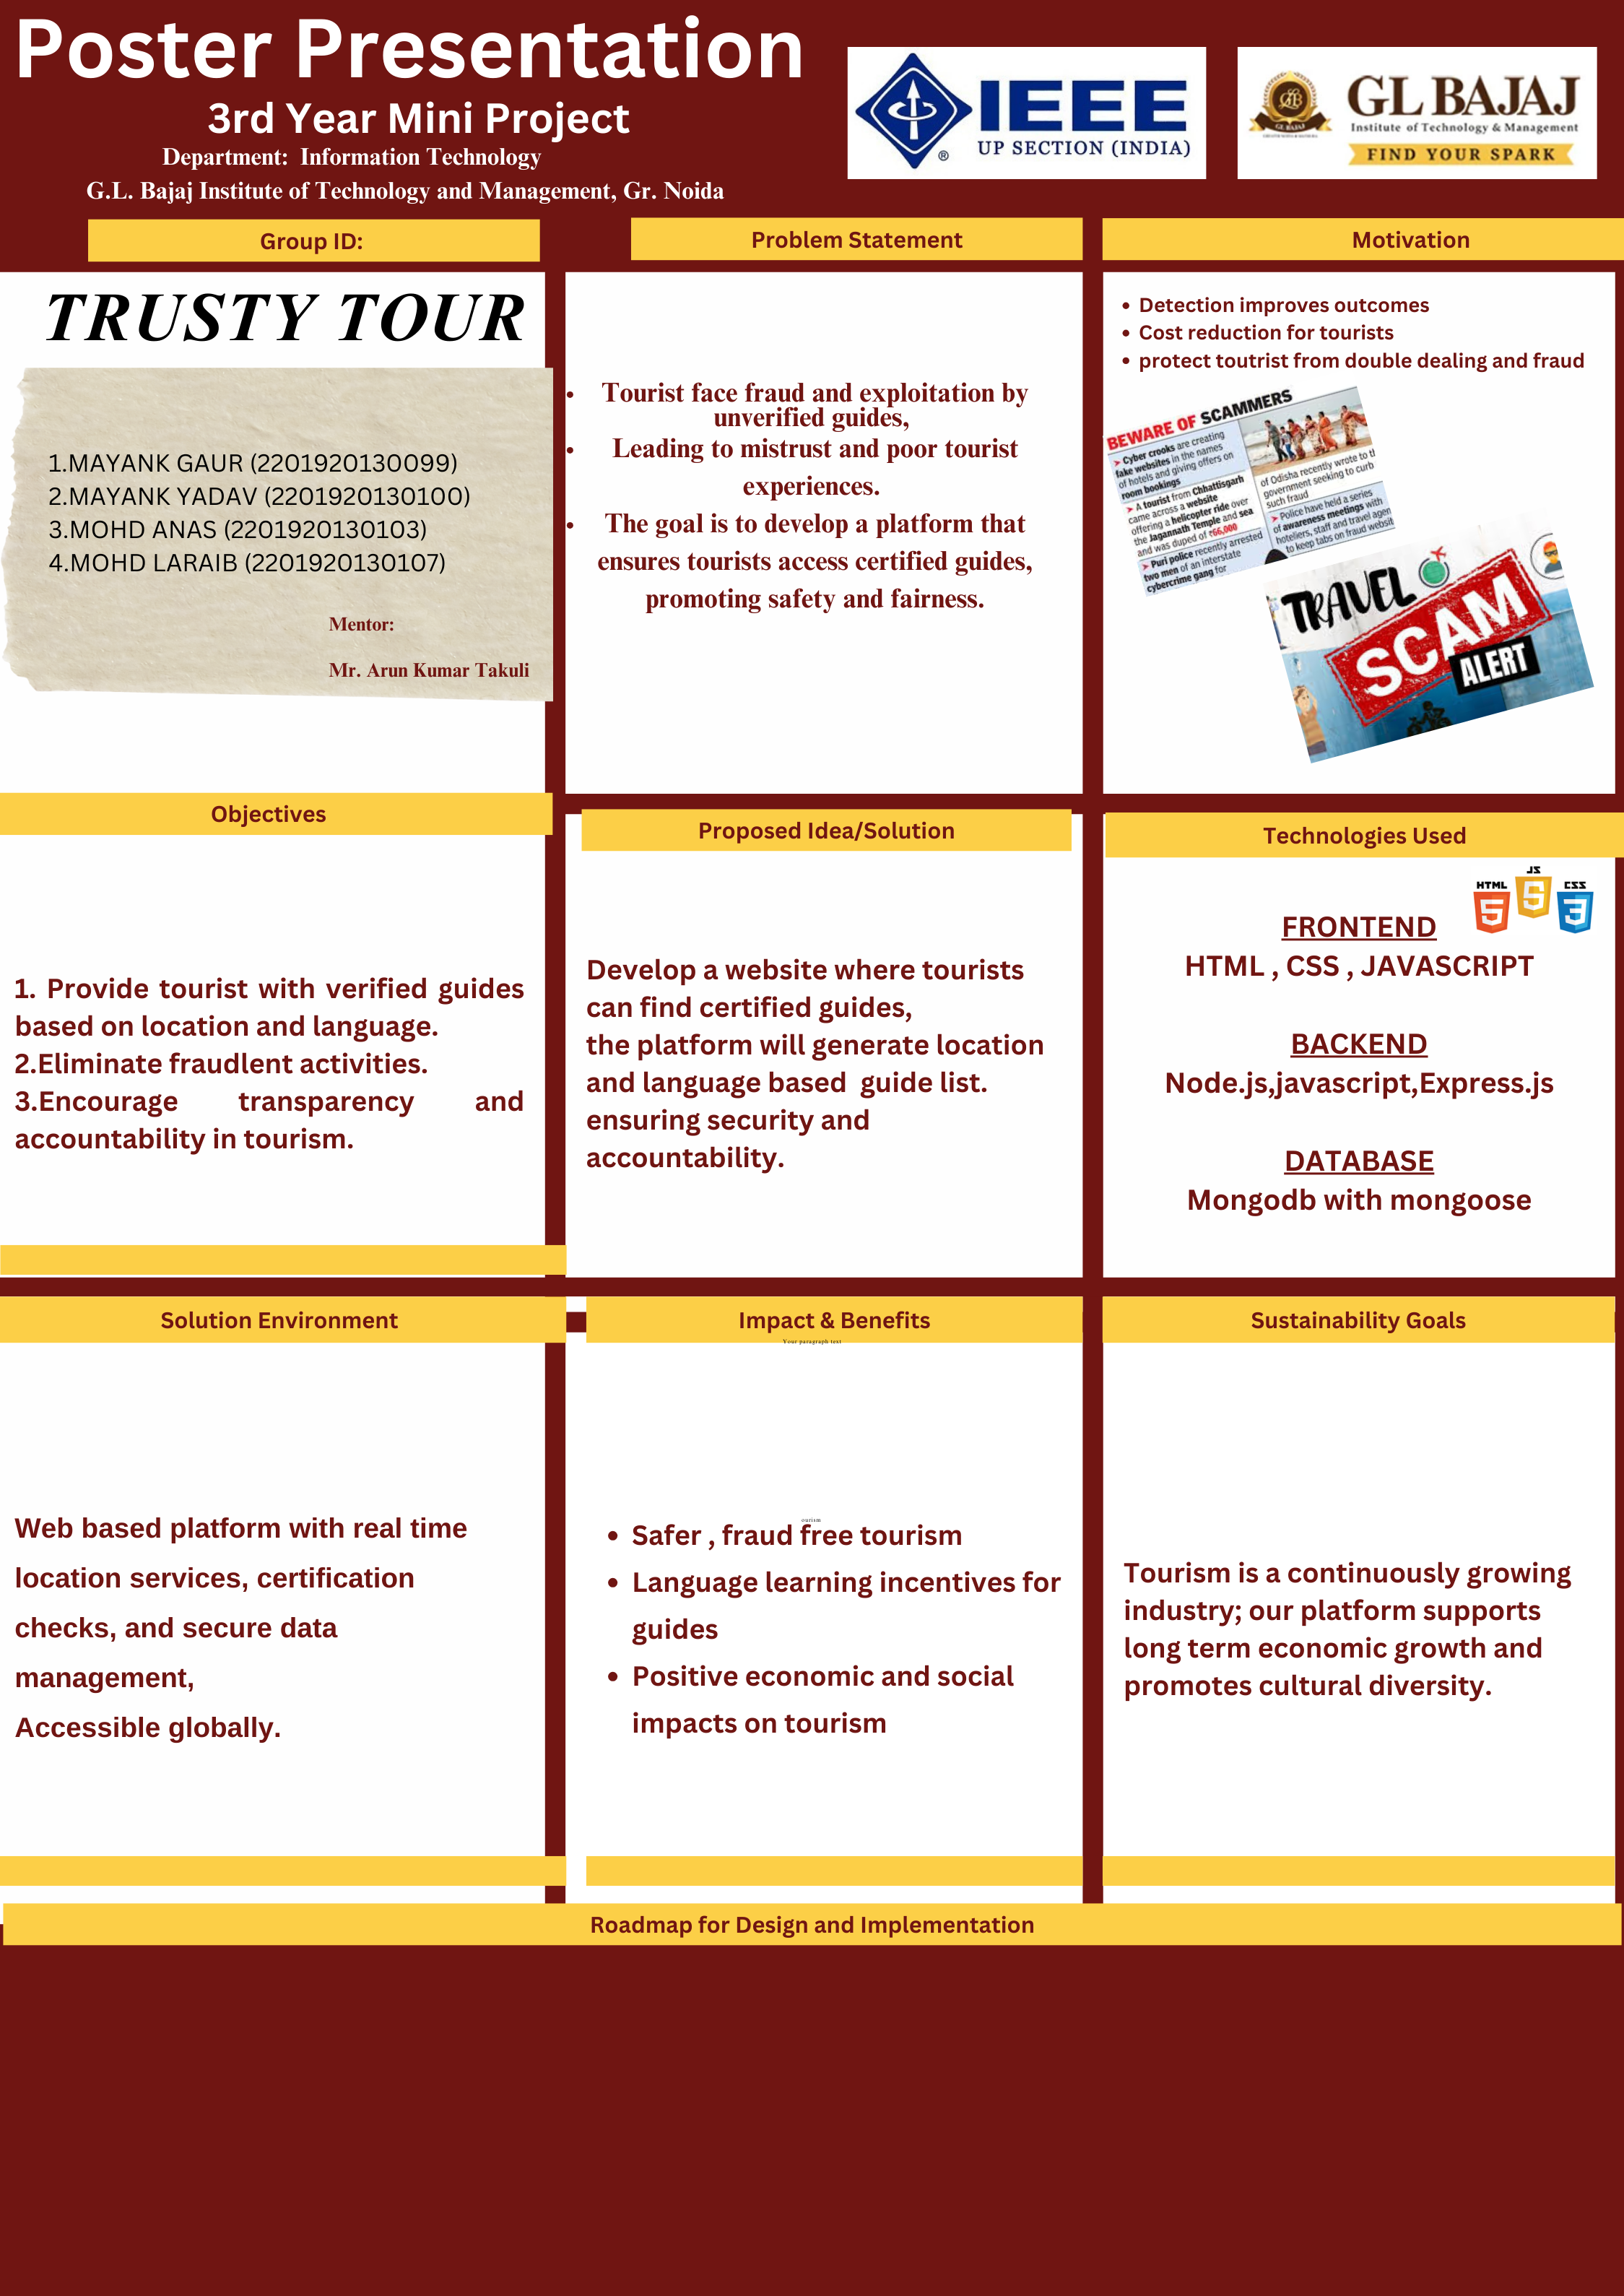 Poster Presentation
3rd Year Mini Project
Department:  Information Technology
G.L. Bajaj Institute of Technology and Management, Gr. Noida
IEEE
®
UP SECTION (INDIA)
GL BAJAJ
GL BAJAJ
Institute of Technology & Management
FIND YOUR SPARK
Group ID:
TRUSTY TOUR
1.MAYANK GAUR (2201920130099)
2.MAYANK YADAV (2201920130100)
3.MOHD ANAS (2201920130103)
4.MOHD LARAIB (2201920130107)
Mentor:
Mr. Arun Kumar Takuli
Problem Statement
• Tourist face fraud and exploitation by
unverified guides,
• Leading to mistrust and poor tourist
experiences.
• The goal is to develop a platform that
ensures tourists access certified guides,
promoting safety and fairness.
Motivation
• Detection improves outcomes
• Cost reduction for tourists
• protect toutrist from double dealing and fraud
BEWARE OF SCAMMERS
➤ Cyber crooks are creating
fake websites in the names
of hotels and giving offers on
room bookings
➤ A tourist from Chhattisgarh
came across a website
offering a helicopter ride over
the Jagannath Temple and sea
and was duped of ₹66,000
➤ Puri police recently arrested
two men of an interstate
cybercrime gang for
of Odisha recently wrote to t
government seeking to curb
such fraud
➤ Police have held a series
of awareness meetings with
hoteliers, staff and travel agen
to keep tabs on fraud websit
TRAVEL
SCAM
ALERT
Objectives
1. Provide tourist with verified guides
based on location and language.
2.Eliminate fraudlent activities.
3.Encourage transparency and
accountability in tourism.
Proposed Idea/Solution
Develop a website where tourists
can find certified guides,
the platform will generate location
and language based  guide list.
ensuring security and
accountability.
Technologies Used
HTML
5
JS
5
CSS
3
FRONTEND
HTML , CSS , JAVASCRIPT
BACKEND
Node.js,javascript,Express.js
DATABASE
Mongodb with mongoose
Solution Environment
Web based platform with real time
location services, certification
checks, and secure data
management,
Accessible globally.
Impact & Benefits
Your paragraph text
ourism
• Safer , fraud free tourism
• Language learning incentives for
guides
• Positive economic and social
impacts on tourism
Sustainability Goals
Tourism is a continuously growing
industry; our platform supports
long term economic growth and
promotes cultural diversity.
Roadmap for Design and Implementation